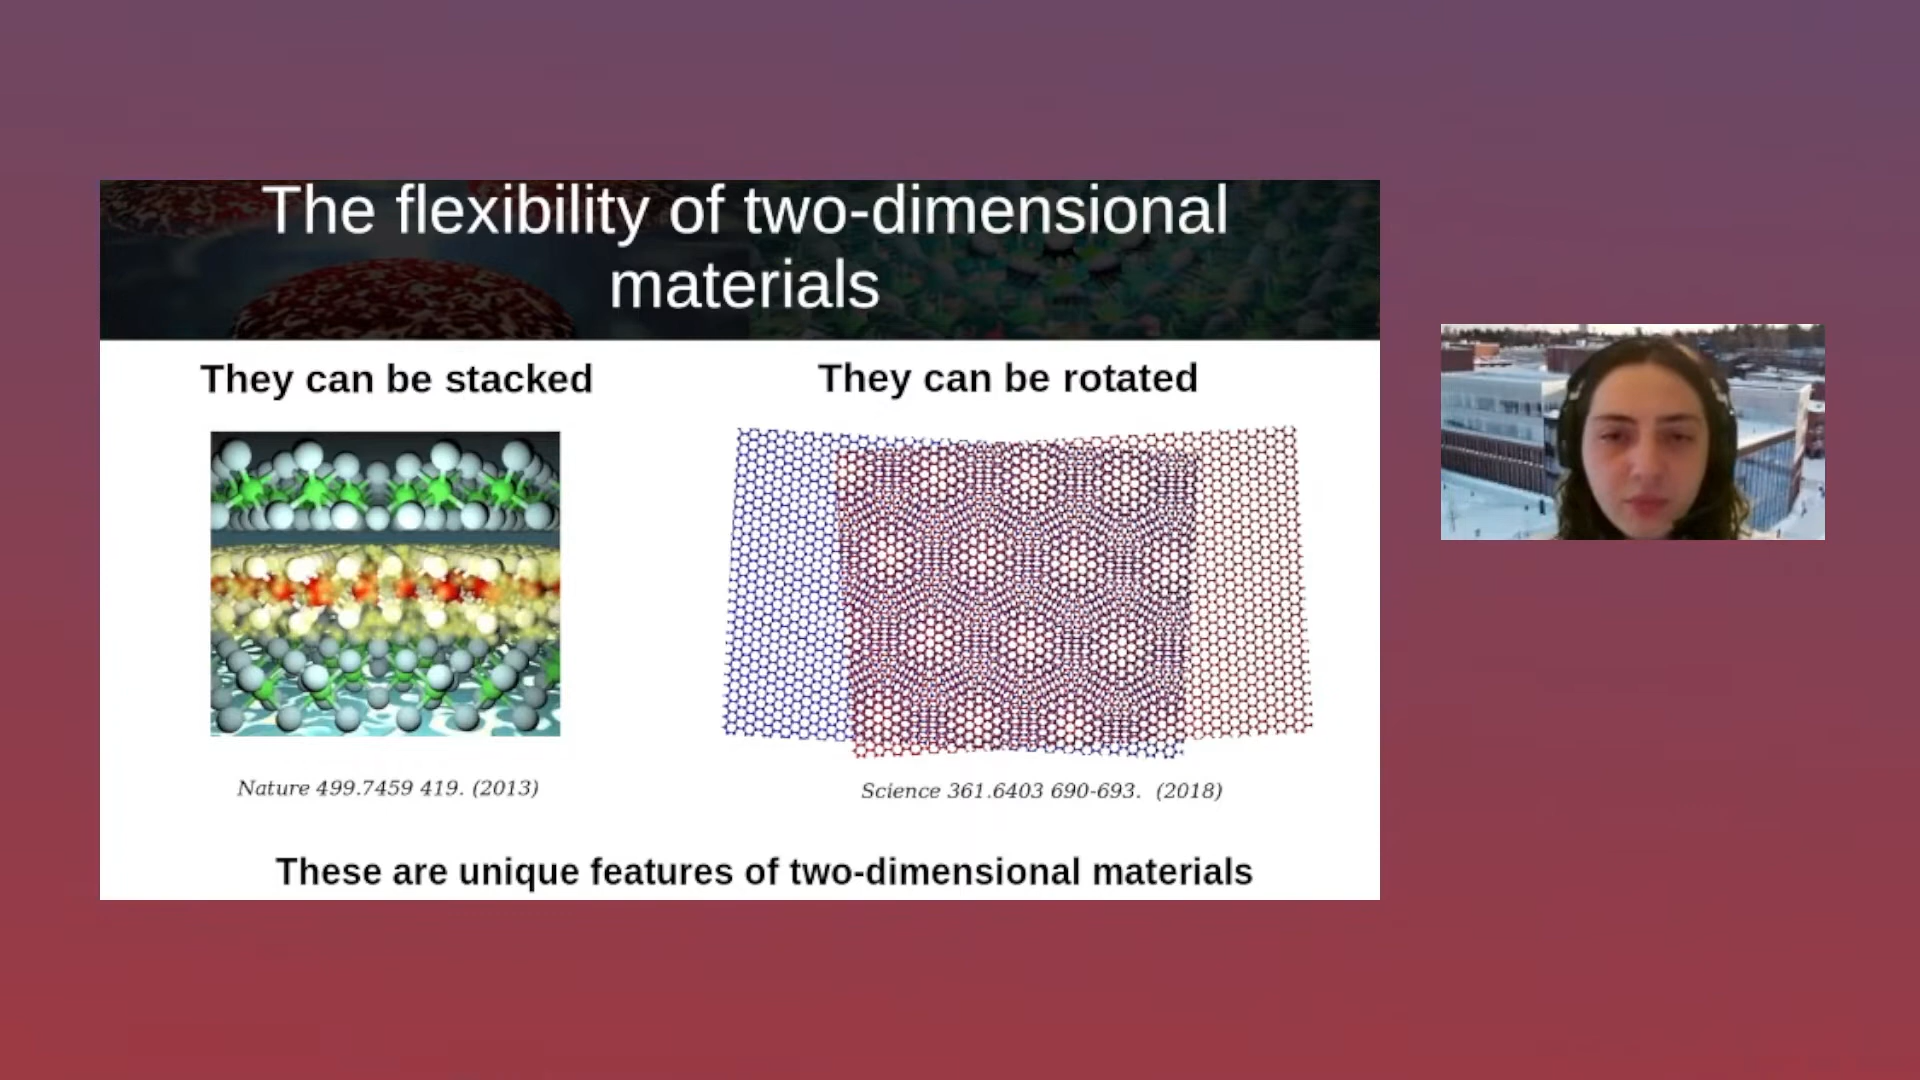 The flexibility of two-dimensional
materials
They can be stacked
They can be rotated
Nature 499.7459 419. (2013)
Science 361.6403 690-693. (2018)
These are unique features of two-dimensional materials